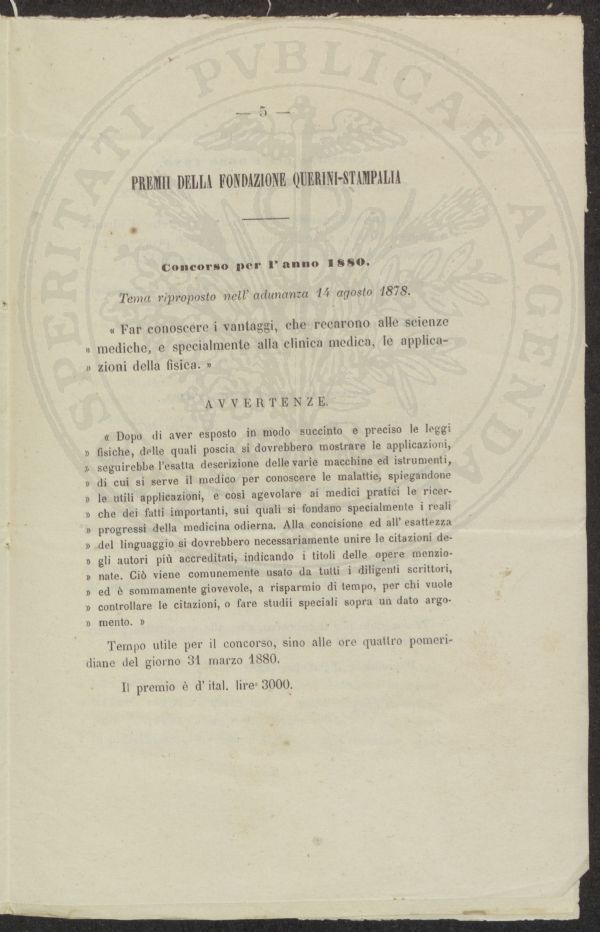 — 5 —
PREMII DELLA FONDAZIONE QUERINI-STAMPALIA
Concorso per l' anno 1880.
Tema riproposto nell' adunanza 14 agosto 1878.
« Far conoscere i vantaggi, che recarono alle scienze
» mediche, e specialmente alla clinica medica, le applica-
» zioni della fisica. »
AVVERTENZE.
« Dopo di aver esposto in modo succinto e preciso le leggi
» fisiche, delle quali poscia si dovrebbero mostrare le applicazioni,
» seguirebbe l'esatta descrizione delle varie macchine ed istrumenti,
» di cui si serve il medico per conoscere le malattie, spiegandone
» le utili applicazioni, e così agevolare ai medici pratici le ricer-
» che dei fatti importanti, sui quali si fondano specialmente i reali
» progressi della medicina odierna. Alla concisione ed all' esattezza
» del linguaggio si dovrebbero necessariamente unire le citazioni de-
» gli autori più accreditati, indicando i titoli delle opere menzio-
» nate. Ciò viene comunemente usato da tutti i diligenti scrittori,
» ed è sommamente giovevole, a risparmio di tempo, per chi vuole
» controllare le citazioni, o fare studii speciali sopra un dato argo-
» mento. »
Tempo utile per il concorso, sino alle ore quattro pomeri-
diane del giorno 31 marzo 1880.
Il premio è d' ital. lire 3000.
SPERITATI PVBLICAE AVGENDA